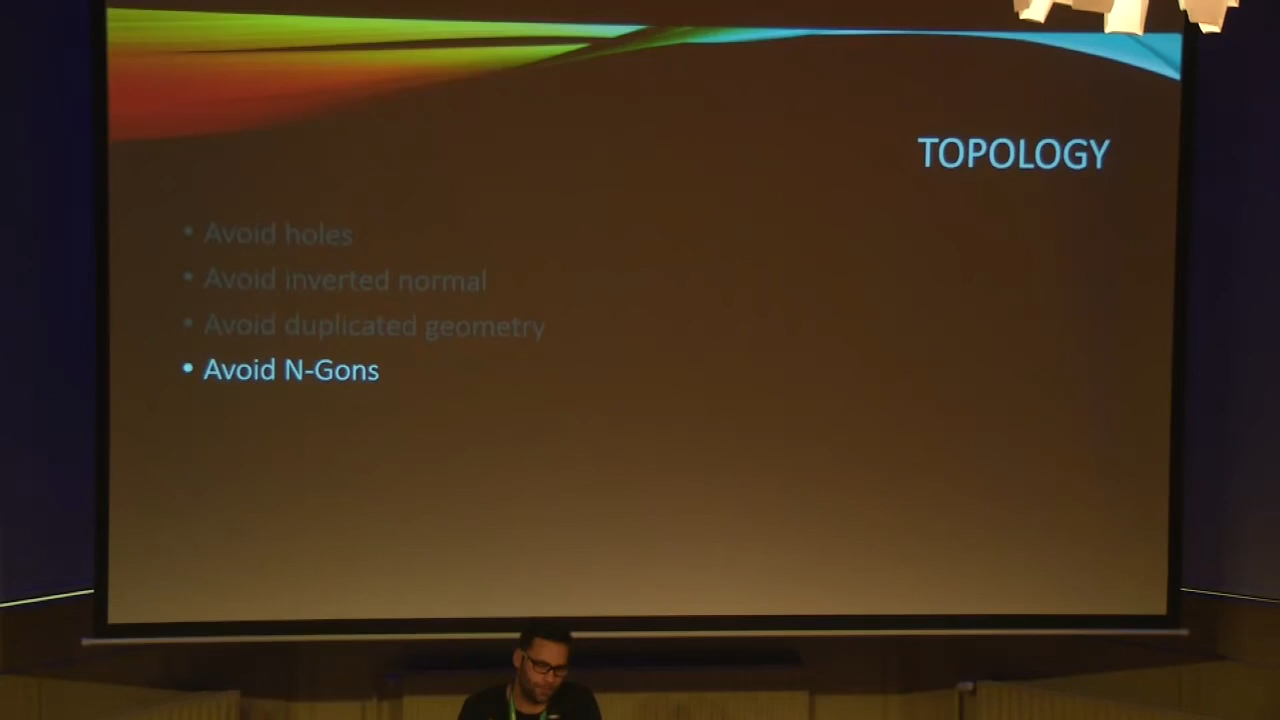 TOPOLOGY
• Avoid holes
• Avoid inverted normal
• Avoid duplicated geometry
• Avoid N-Gons